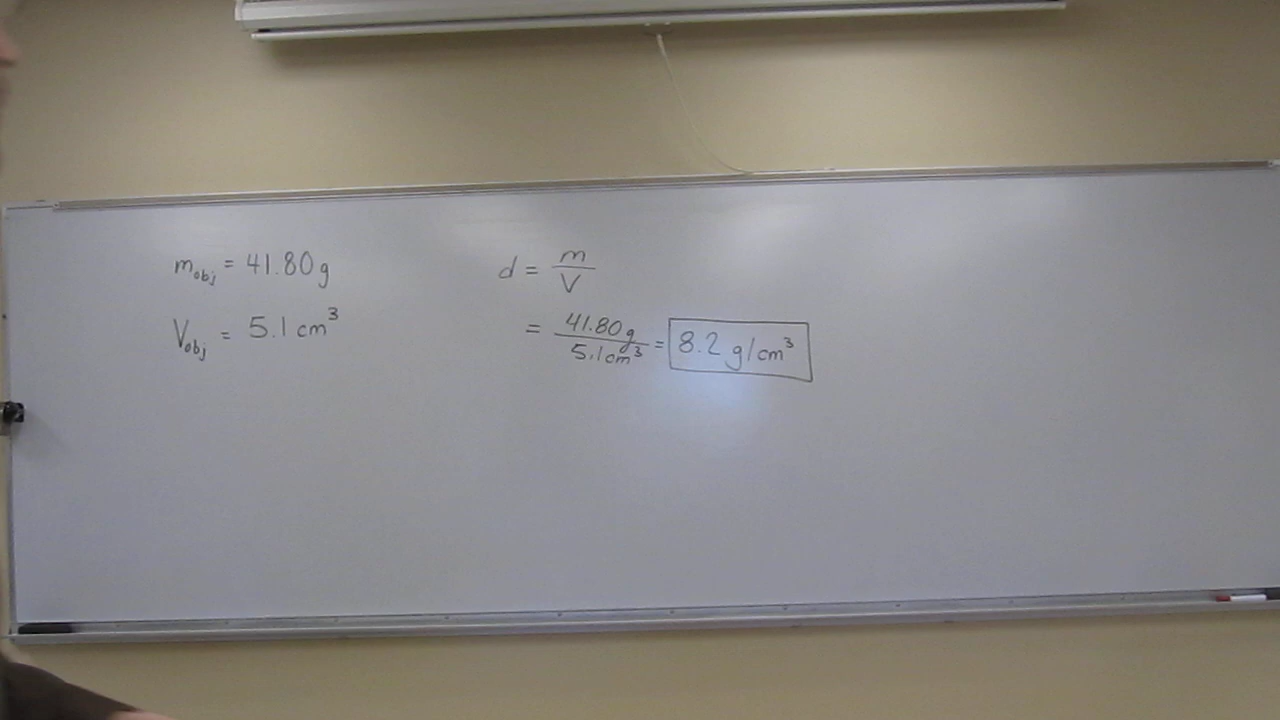 m_obj = 41.80 g
V_obj = 5.1 cm³
d = m/V
= 41.80 g / 5.1 cm³ = 8.2 g/cm³